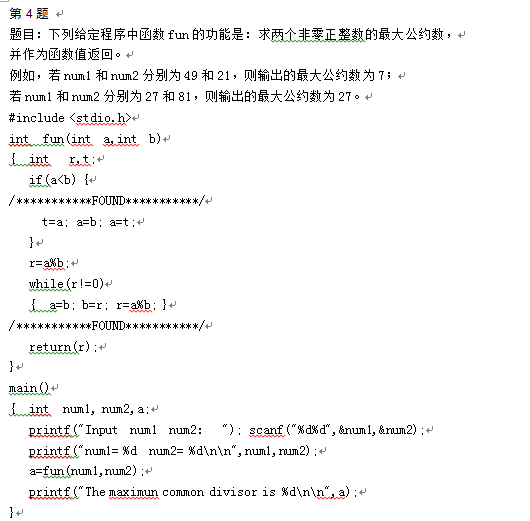 第 4 题
题目：下列给定程序中函数 fun 的功能是：求两个非零正整数的最大公约数，
并作为函数值返回。
例如，若 num1 和 num2 分别为 49 和 21，则输出的最大公约数为 7；
若 num1 和 num2 分别为 27 和 81，则输出的最大公约数为 27。
#include <stdio.h>
int  fun(int  a,int  b)
{  int   r,t;
if(a<b) {
/***********FOUND***********/
t=a; a=b; a=t;
}
r=a%b;
while(r!=0)
{  a=b; b=r; r=a%b; }
/***********FOUND***********/
return(r);
}
main()
{  int  num1, num2,a;
printf("Input  num1  num2:   "); scanf("%d%d",&num1,&num2);
printf("num1= %d  num2= %d\n\n",num1,num2);
a=fun(num1,num2);
printf("The maximun common divisor is %d\n\n",a);
}